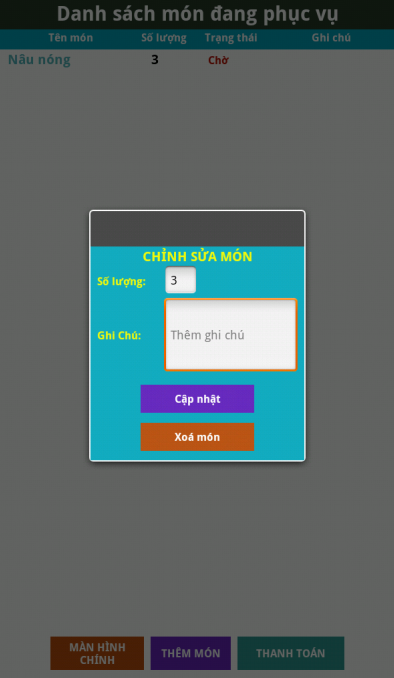 Danh sách món đang phục vụ
Tên món Số lượng Trạng thái Ghi chú
Nâu nóng 3 Chờ
CHỈNH SỬA MÓN
Số lượng: 3
Ghi Chú: Thêm ghi chú
Cập nhật
Xoá món
MÀN HÌNH
CHÍNH
THÊM MÓN
THANH TOÁN